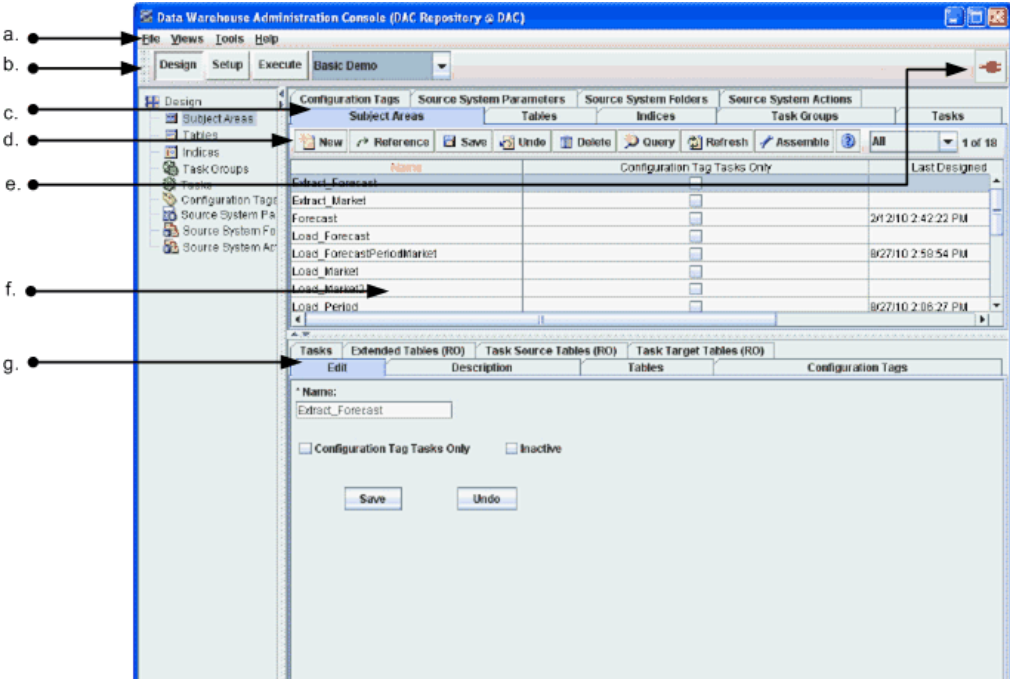 Data Warehouse Administration Console (DAC Repository @ DAC)
a.
File Views Tools Help
b.
Design Setup Execute Basic Demo
Design
Subject Areas
Tables
Indices
Task Groups
Tasks
Configuration Tags
Source System Pa
Source System Fo
Source System Act
c.
Configuration Tags Source System Parameters Source System Folders Source System Actions
Subject Areas Tables Indices Task Groups Tasks
d.
New Reference Save Undo Delete Query Refresh Assemble ? All 1 of 18
Name Configuration Tag Tasks Only Last Designed
e.
Extract_Forecast
Extract_Market
Forecast 2/12/10 2:42:22 PM
Load_Forecast
Load_ForecastPeriodMarket 8/27/10 2:58:54 PM
Load_Market
f.
Load_Market2
Load_Period 8/27/10 2:06:27 PM
g.
Tasks Extended Tables (RO) Task Source Tables (RO) Task Target Tables (RO)
Edit Description Tables Configuration Tags
* Name:
Extract_Forecast
Configuration Tag Tasks Only Inactive
Save Undo